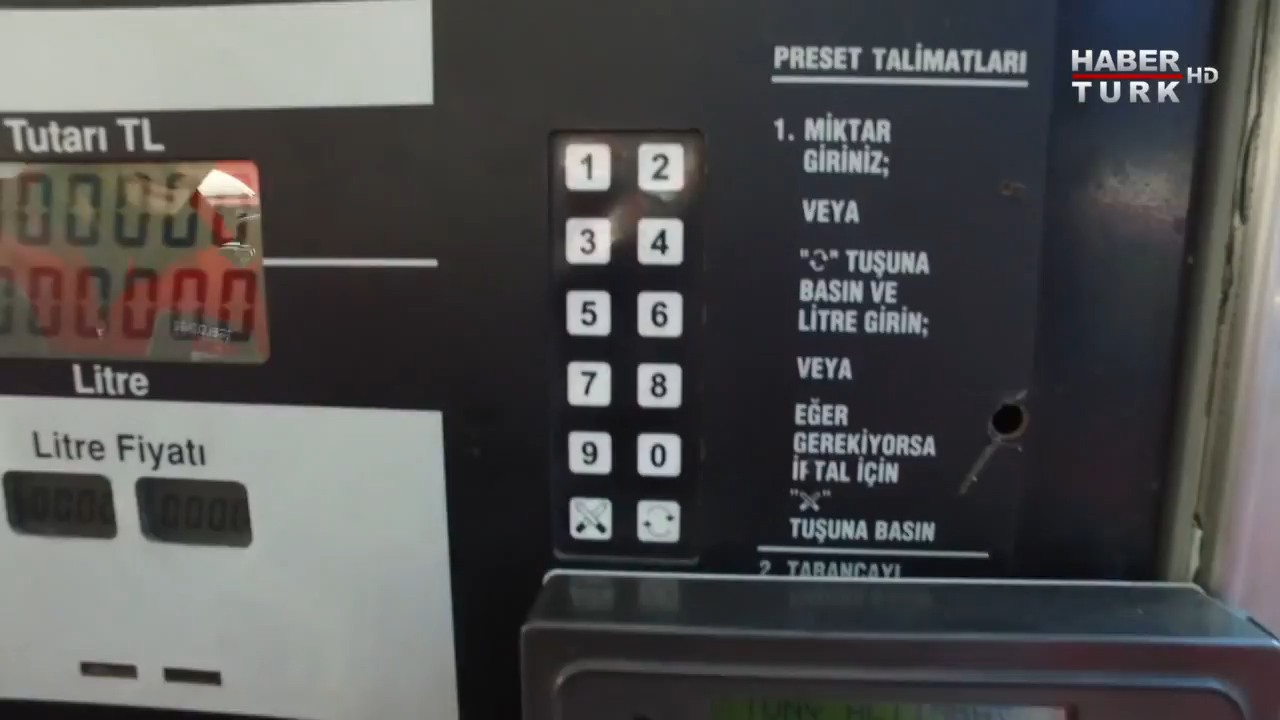 Tutarı TL
Litre
Litre Fiyatı
1 2
3 4
5 6
7 8
9 0
PRESET TALİMATLARI
1. MİKTAR
GİRİNİZ;
VEYA
"⟳" TUŞUNA
BASIN VE
LİTRE GİRİN;
VEYA
EĞER
GEREKİYORSA
İPTAL İÇİN
"X"
TUŞUNA BASIN
2. TABANCAYI
HABER
TURK HD